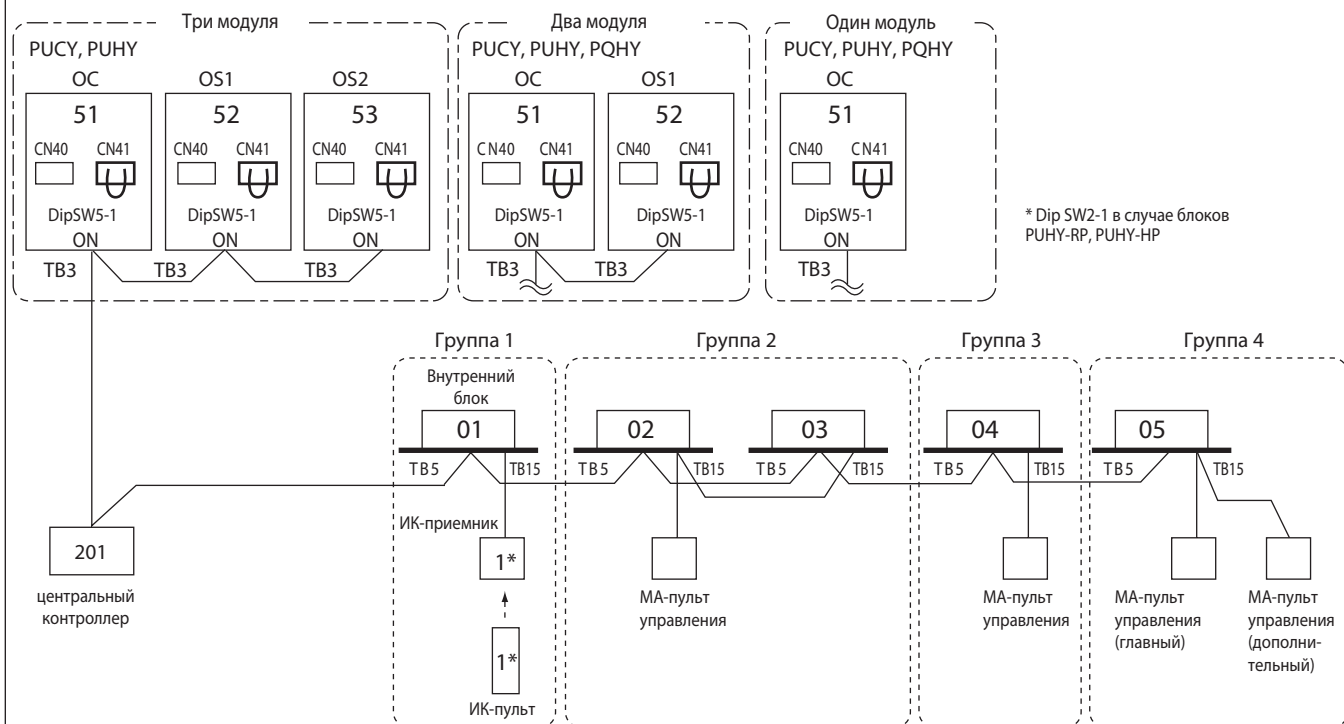 Три модуля
PUCY, PUHY
OC
OS1
OS2
51
52
53
CN40
CN41
CN40
CN41
CN40
CN41
DipSW5-1
DipSW5-1
DipSW5-1
ON
ON
ON
TB3
TB3
TB3
Два модуля
PUCY, PUHY, PQHY
OC
OS1
51
52
CN40
CN41
CN40
CN41
DipSW5-1
DipSW5-1
ON
ON
TB3
TB3
Один модуль
PUCY, PUHY, PQHY
OC
51
CN40
CN41
DipSW5-1
ON
TB3
* Dip SW2-1 в случае блоков
PUHY-RP, PUHY-HP
201
центральный
контроллер
Группа 1
Внутренний
блок
01
TB5
TB15
ИК-приемник
1*
1*
ИК-пульт
Группа 2
02
03
TB5
TB15
TB5
TB15
MA-пульт
управления
Группа 3
04
TB5
TB15
MA-пульт
управления
Группа 4
05
TB5
TB15
MA-пульт
управления
(главный)
MA-пульт
управления
(дополни-
тельный)